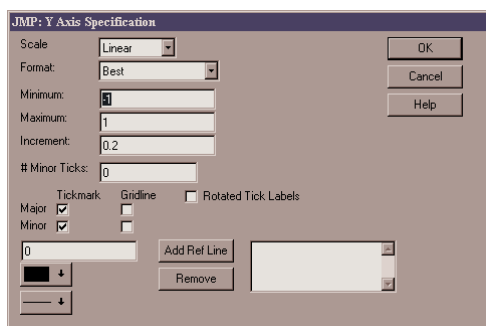 JMP: Y Axis Specification
Scale Linear OK
Format: Best Cancel
Minimum: -1 Help
Maximum: 1
Increment: 0.2
# Minor Ticks: 0
Tickmark Gridline Rotated Tick Labels
Major
Minor
0 Add Ref Line
Remove